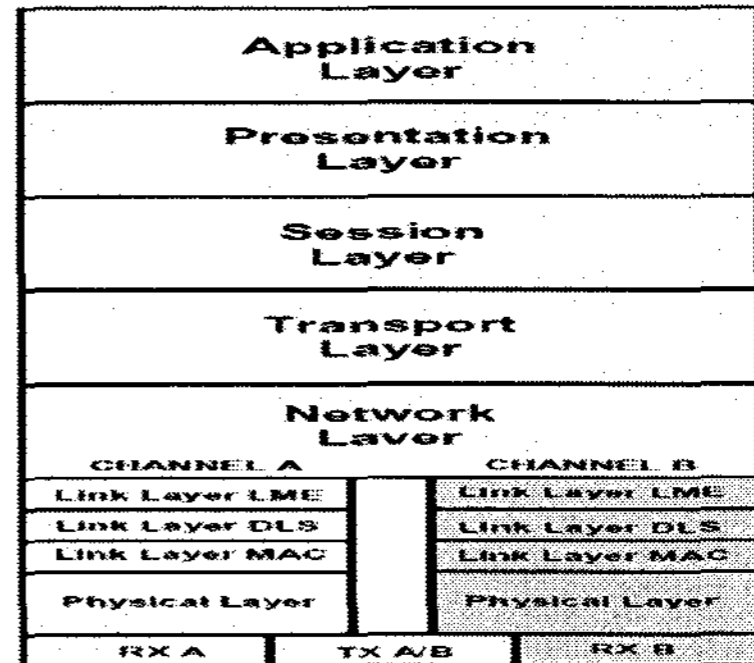 Application
Layer
Presentation
Layer
Session
Layer
Transport
Layer
Network
Layer
CHANNEL A
CHANNEL B
Link Layer LME
Link Layer LME
Link Layer DLS
Link Layer DLS
Link Layer MAC
Link Layer MAC
Physical Layer
Physical Layer
RX A
TX A/B
RX B